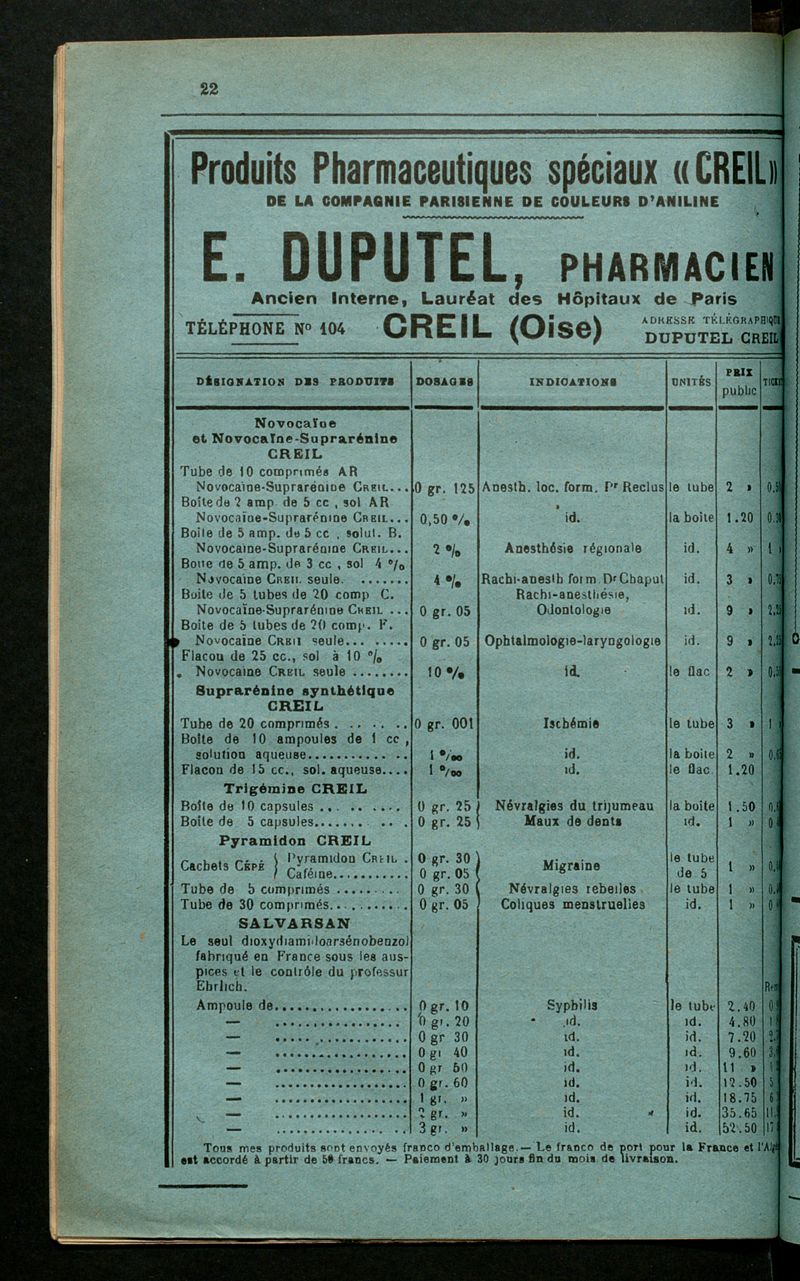 22
Produits Pharmaceutiques spéciaux « CREIL »
DE LA COMPAGNIE PARISIENNE DE COULEURS D'ANILINE
E. DUPUTEL, PHARMACIEN
Ancien Interne, Lauréat des Hôpitaux de Paris
TÉLÉPHONE N° 104 CREIL (Oise) ADRESSE TÉLÉGRAPHIQUE
DUPUTEL CREIL
DÉSIGNATION DES PRODUITS DOSAGES INDICATIONS UNITÉS PRIX public
Novocaïne
et Novocaïne-Suprarénine
CREIL
Tube de 10 comprimés AR
Novocaïne-Suprarénine CREIL... 0 gr. 125 Anesth. loc. form. Pr Reclus le tube 2 »
Boîte de 2 amp de 5 cc, sol AR
Novocaïne-Suprarénine CREIL... 0,50 % id. la boite 1.20
Boîte de 5 amp. de 5 cc, solut. B.
Novocaïne-Suprarénine CREIL... 2 % Anesthésie régionale id. 4 »
Boîte de 5 amp. de 3 cc, sol 4 %
Novocaïne CREIL seule........ 4 % Rachi-anesth form. Dr Chaput id. 3 »
Boîte de 5 tubes de 20 comp C. Rachi-anesthésie,
Novocaïne-Suprarénine CREIL ... 0 gr. 05 Odontologie id. 9 »
Boîte de 5 tubes de 20 comp. F.
Novocaïne CREIL seule......... 0 gr. 05 Ophtalmologie-laryngologie id. 9 »
Flacon de 25 cc., sol à 10 %
Novocaïne CREIL seule ........ 10 % id. le flac 2 »
Suprarénine synthétique
CREIL
Tube de 20 comprimés ........ 0 gr. 001 Ischémie le tube 3 »
Boîte de 10 ampoules de 1 cc,
solution aqueuse............. 1 ‰ id. la boite 2 »
Flacon de 15 cc., sol. aqueuse.... 1 ‰ id. le flac. 1.20
Trigémine CREIL
Boîte de 10 capsules .......... 0 gr. 25 Névralgies du trijumeau la boite 1.50
Boîte de 5 capsules.......... 0 gr. 25 Maux de dents id. 1 »
Pyramidon CREIL
Cachets CÉPÉ { Pyramidon CREIL . 0 gr. 30 Migraine le tube de 5 1 »
{ Caféine........... 0 gr. 05
Tube de 5 comprimés ......... 0 gr. 30 Névralgies rebelles le tube 1 »
Tube de 30 comprimés.......... 0 gr. 05 Coliques menstruelles id. 1 »
SALVARSAN
Le seul dioxydiamidoarsénobenzol
fabriqué en France sous les aus-
pices et le contrôle du professur
Ehrlich.
Ampoule de.................. 0 gr. 10 Syphilis le tube 2.40
— .................. 0 gr. 20 id. id. 4.80
— .................. 0 gr 30 id. id. 7.20
— .................. 0 gr 40 id. id. 9.60
— .................. 0 gr 50 id. id. 11 »
— .................. 0 gr. 60 id. id. 12.50
— .................. 1 gr. » id. id. 18.75
— .................. 2 gr. » id. id. 35.65
— .................. 3 gr. » id. id. 52.50
Tous mes produits sont envoyés franco d'emballage.— Le franco de port pour la France et
est accordé à partir de 50 francs. — Paiement à 30 jours fin du mois de livraison.